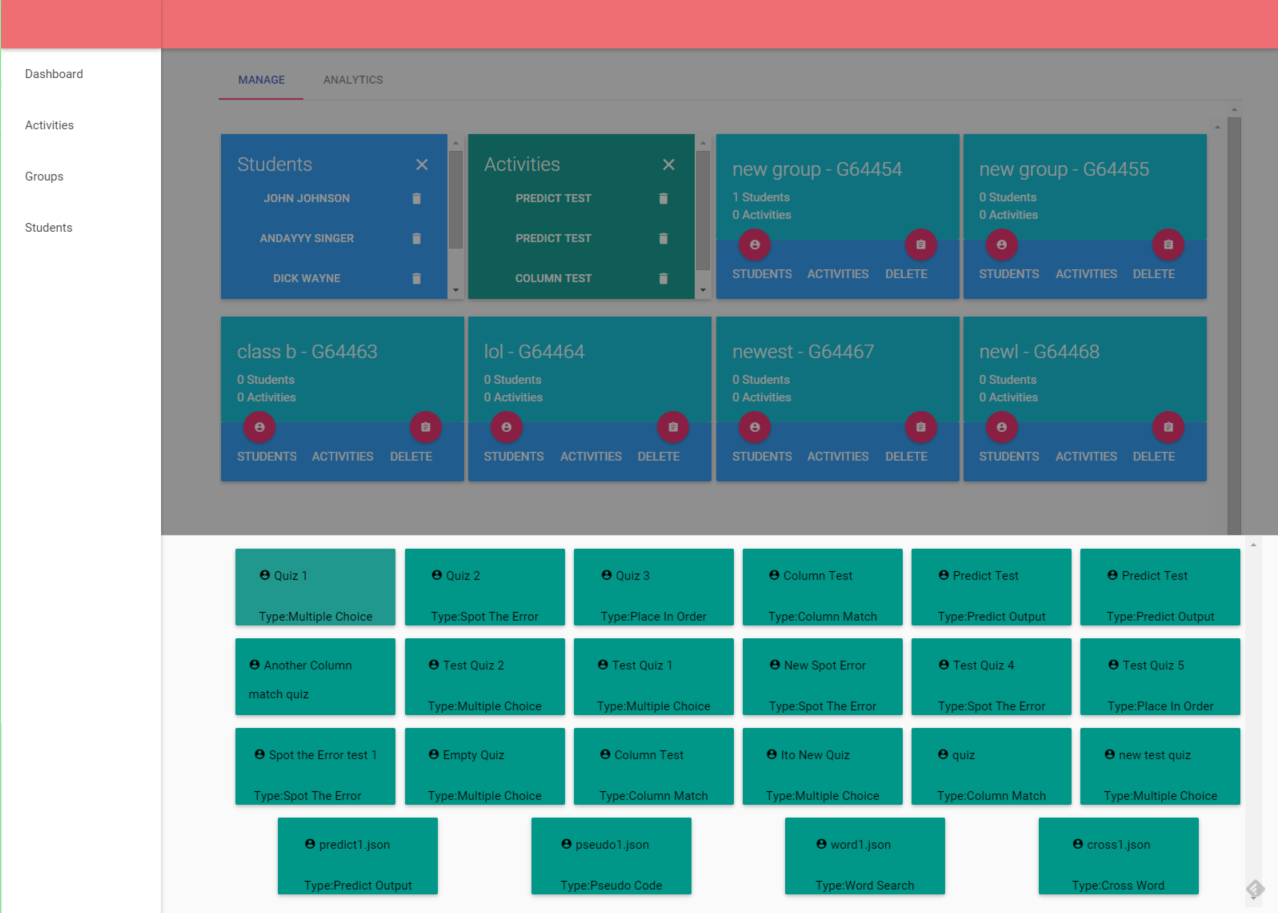 Dashboard
Activities
Groups
Students
MANAGE
ANALYTICS
Students
JOHN JOHNSON
ANDAYYY SINGER
DICK WAYNE
Activities
PREDICT TEST
PREDICT TEST
COLUMN TEST
new group - G64454
1 Students
0 Activities
STUDENTS ACTIVITIES DELETE
new group - G64455
0 Students
0 Activities
STUDENTS ACTIVITIES DELETE
class b - G64463
0 Students
0 Activities
STUDENTS ACTIVITIES DELETE
lol - G64464
0 Students
0 Activities
STUDENTS ACTIVITIES DELETE
newest - G64467
0 Students
0 Activities
STUDENTS ACTIVITIES DELETE
newl - G64468
0 Students
0 Activities
STUDENTS ACTIVITIES DELETE
Quiz 1
Type:Multiple Choice
Quiz 2
Type:Spot The Error
Quiz 3
Type:Place In Order
Column Test
Type:Column Match
Predict Test
Type:Predict Output
Predict Test
Type:Predict Output
Another Column
match quiz
Test Quiz 2
Type:Multiple Choice
Test Quiz 1
Type:Multiple Choice
New Spot Error
Type:Spot The Error
Test Quiz 4
Type:Spot The Error
Test Quiz 5
Type:Place In Order
Spot the Error test 1
Type:Spot The Error
Empty Quiz
Type:Multiple Choice
Column Test
Type:Column Match
Ito New Quiz
Type:Multiple Choice
quiz
Type:Column Match
new test quiz
Type:Multiple Choice
predict1.json
Type:Predict Output
pseudo1.json
Type:Pseudo Code
word1.json
Type:Word Search
cross1.json
Type:Cross Word